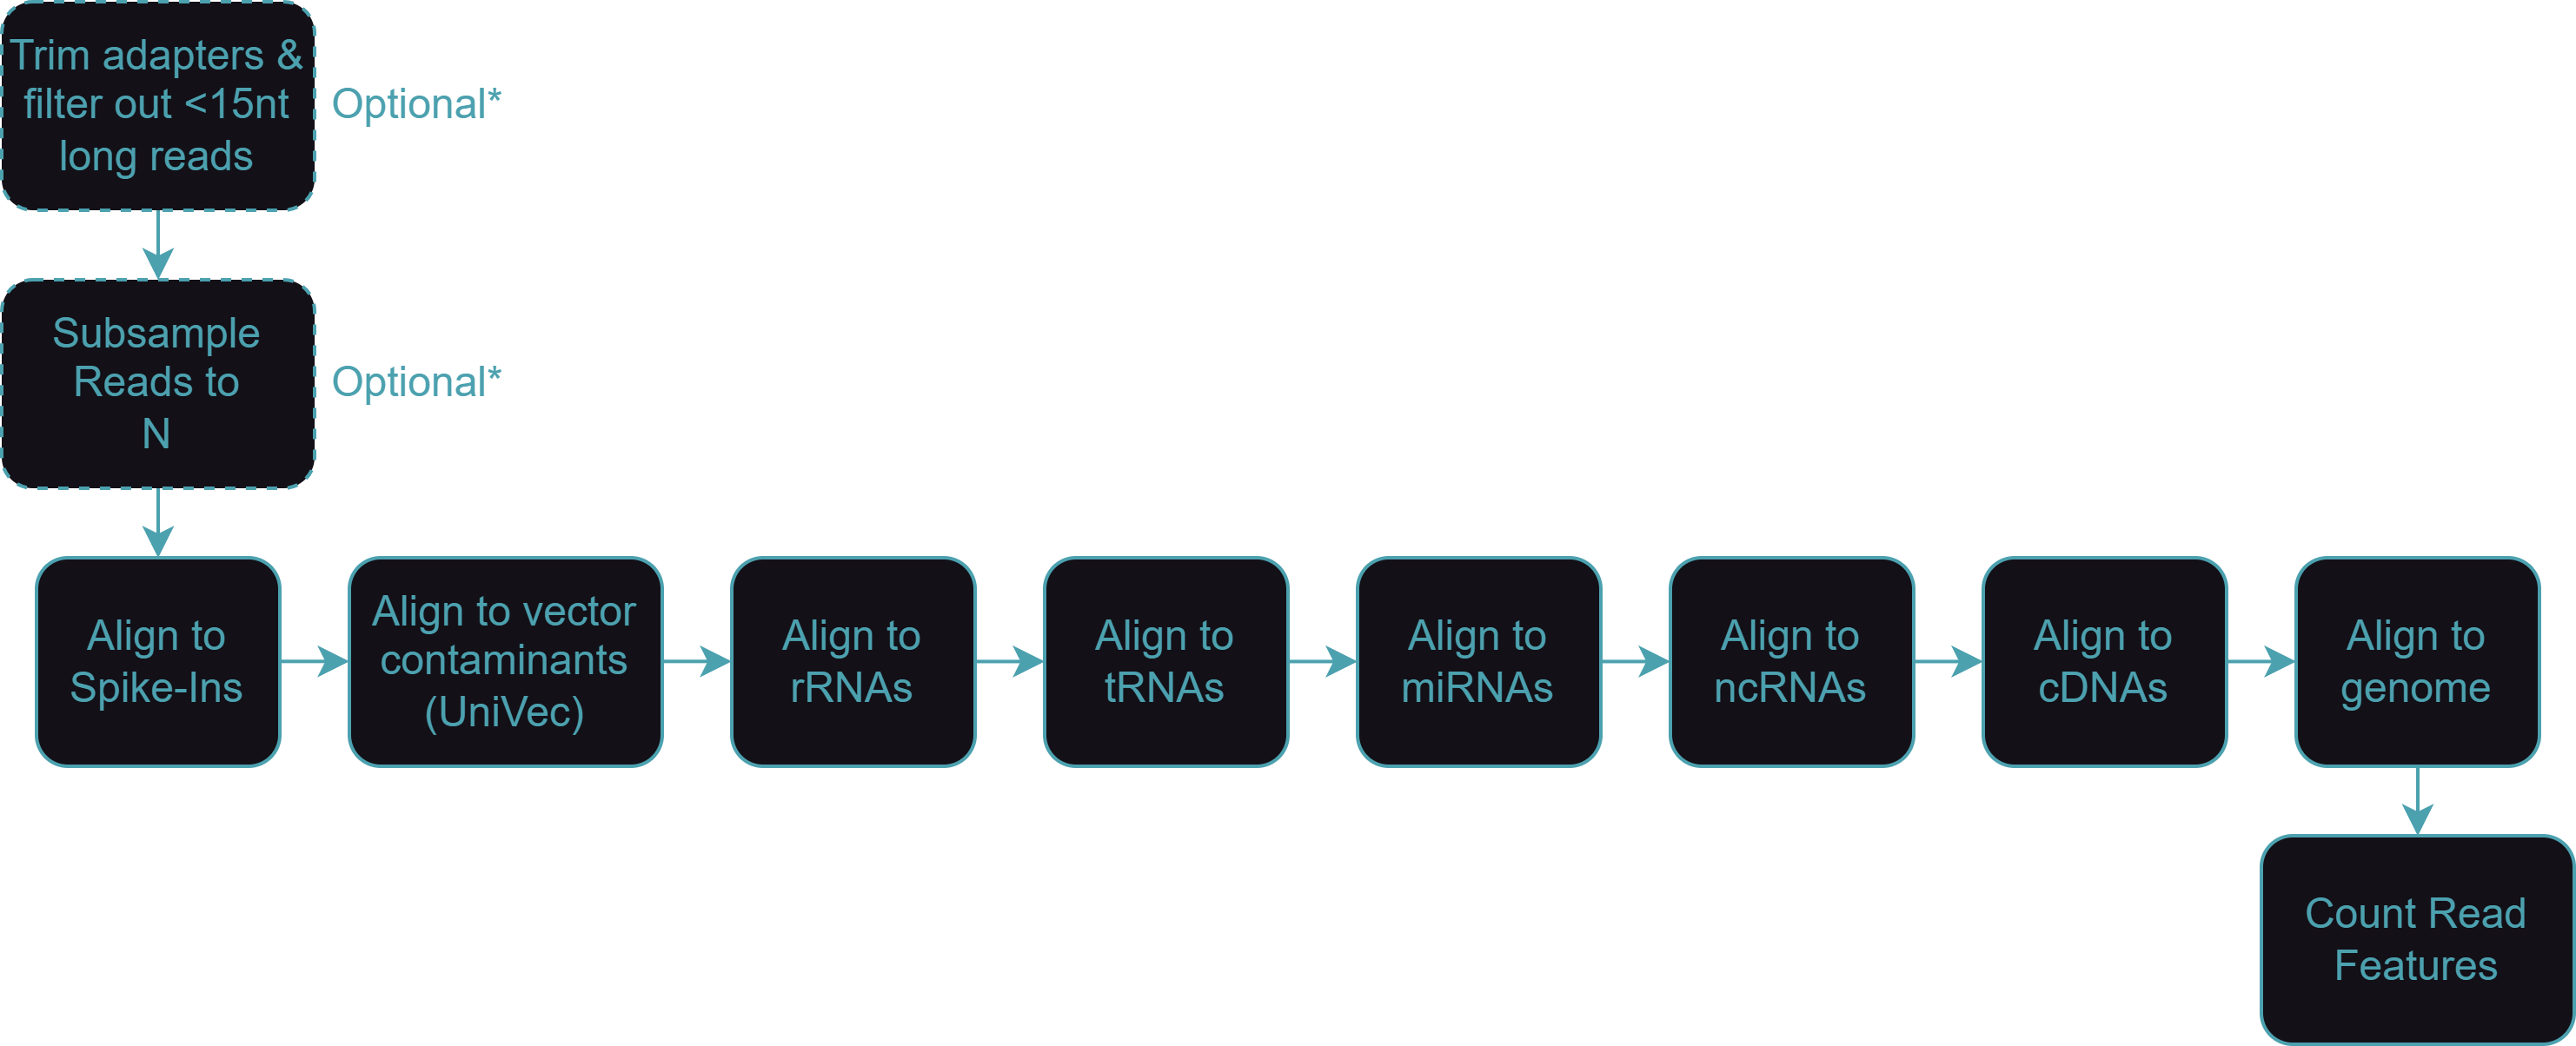 Trim adapters &
filter out <15nt
long reads
Optional*
Subsample
Reads to
N
Optional*
Align to
Spike-Ins
Align to vector
contaminants
(UniVec)
Align to
rRNAs
Align to
tRNAs
Align to
miRNAs
Align to
ncRNAs
Align to
cDNAs
Align to
genome
Count Read
Features